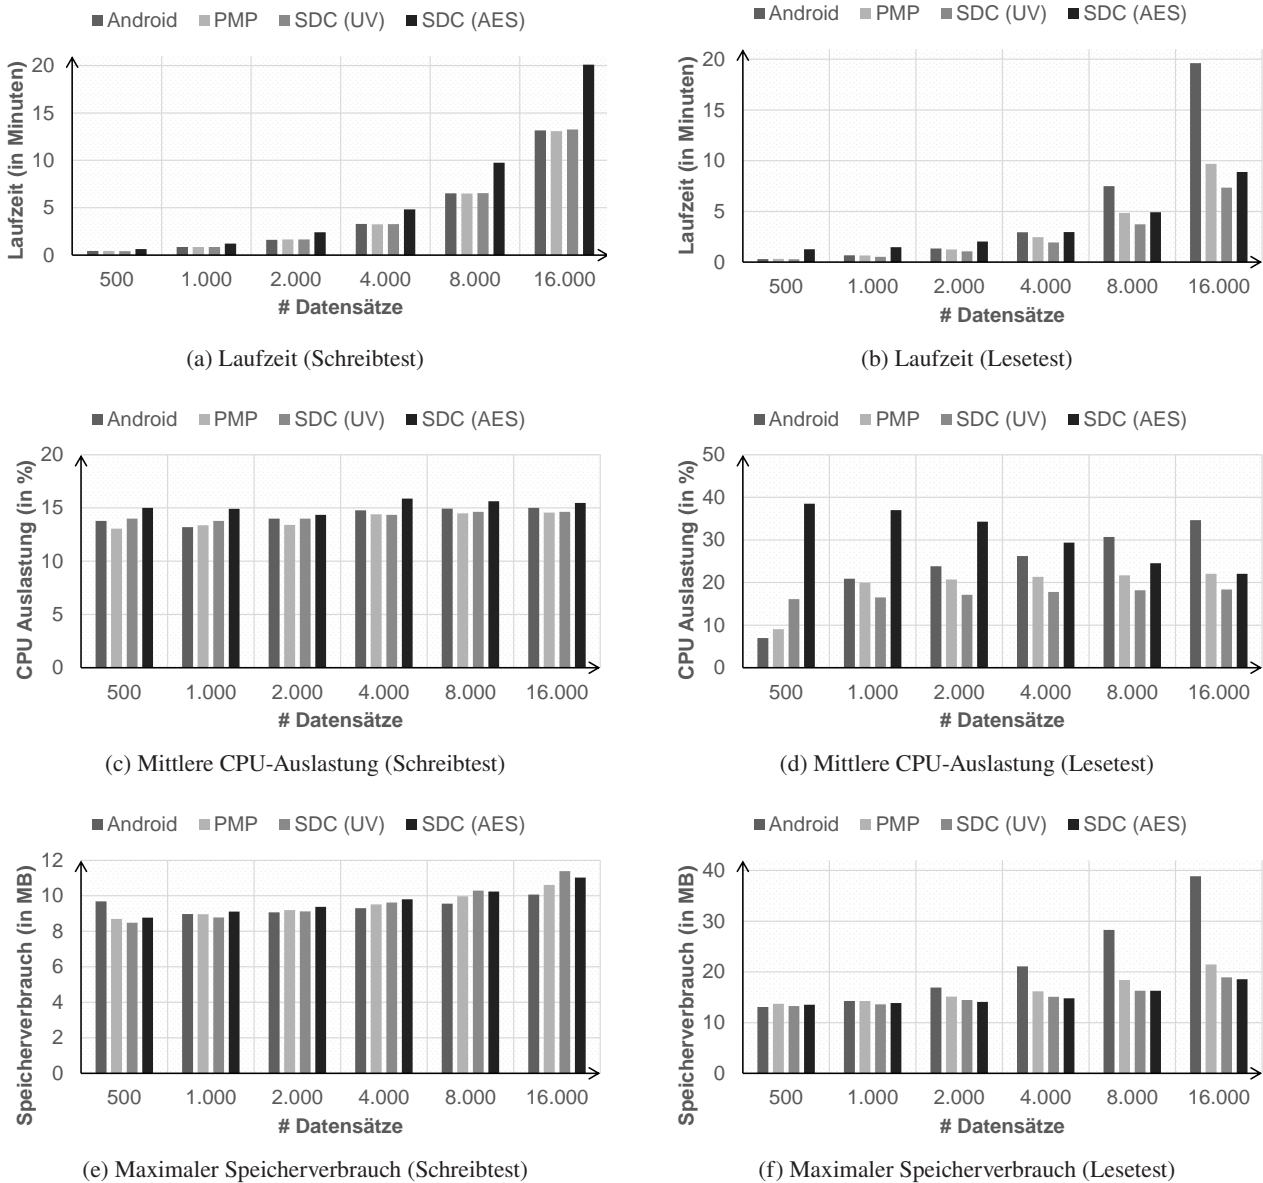 Android PMP SDC (UV) SDC (AES)
Laufzeit (in Minuten)
20
15
10
5
0
500 1.000 2.000 4.000 8.000 16.000
# Datensätze
(a) Laufzeit (Schreibtest)
Android PMP SDC (UV) SDC (AES)
Laufzeit (in Minuten)
20
15
10
5
0
500 1.000 2.000 4.000 8.000 16.000
# Datensätze
(b) Laufzeit (Lesetest)
Android PMP SDC (UV) SDC (AES)
CPU Auslastung (in %)
20
15
10
5
0
500 1.000 2.000 4.000 8.000 16.000
# Datensätze
(c) Mittlere CPU-Auslastung (Schreibtest)
Android PMP SDC (UV) SDC (AES)
CPU Auslastung (in %)
50
40
30
20
10
0
500 1.000 2.000 4.000 8.000 16.000
# Datensätze
(d) Mittlere CPU-Auslastung (Lesetest)
Android PMP SDC (UV) SDC (AES)
Speicherverbrauch (in MB)
12
10
8
6
4
2
0
500 1.000 2.000 4.000 8.000 16.000
# Datensätze
(e) Maximaler Speicherverbrauch (Schreibtest)
Android PMP SDC (UV) SDC (AES)
Speicherverbrauch (in MB)
40
30
20
10
0
500 1.000 2.000 4.000 8.000 16.000
# Datensätze
(f) Maximaler Speicherverbrauch (Lesetest)